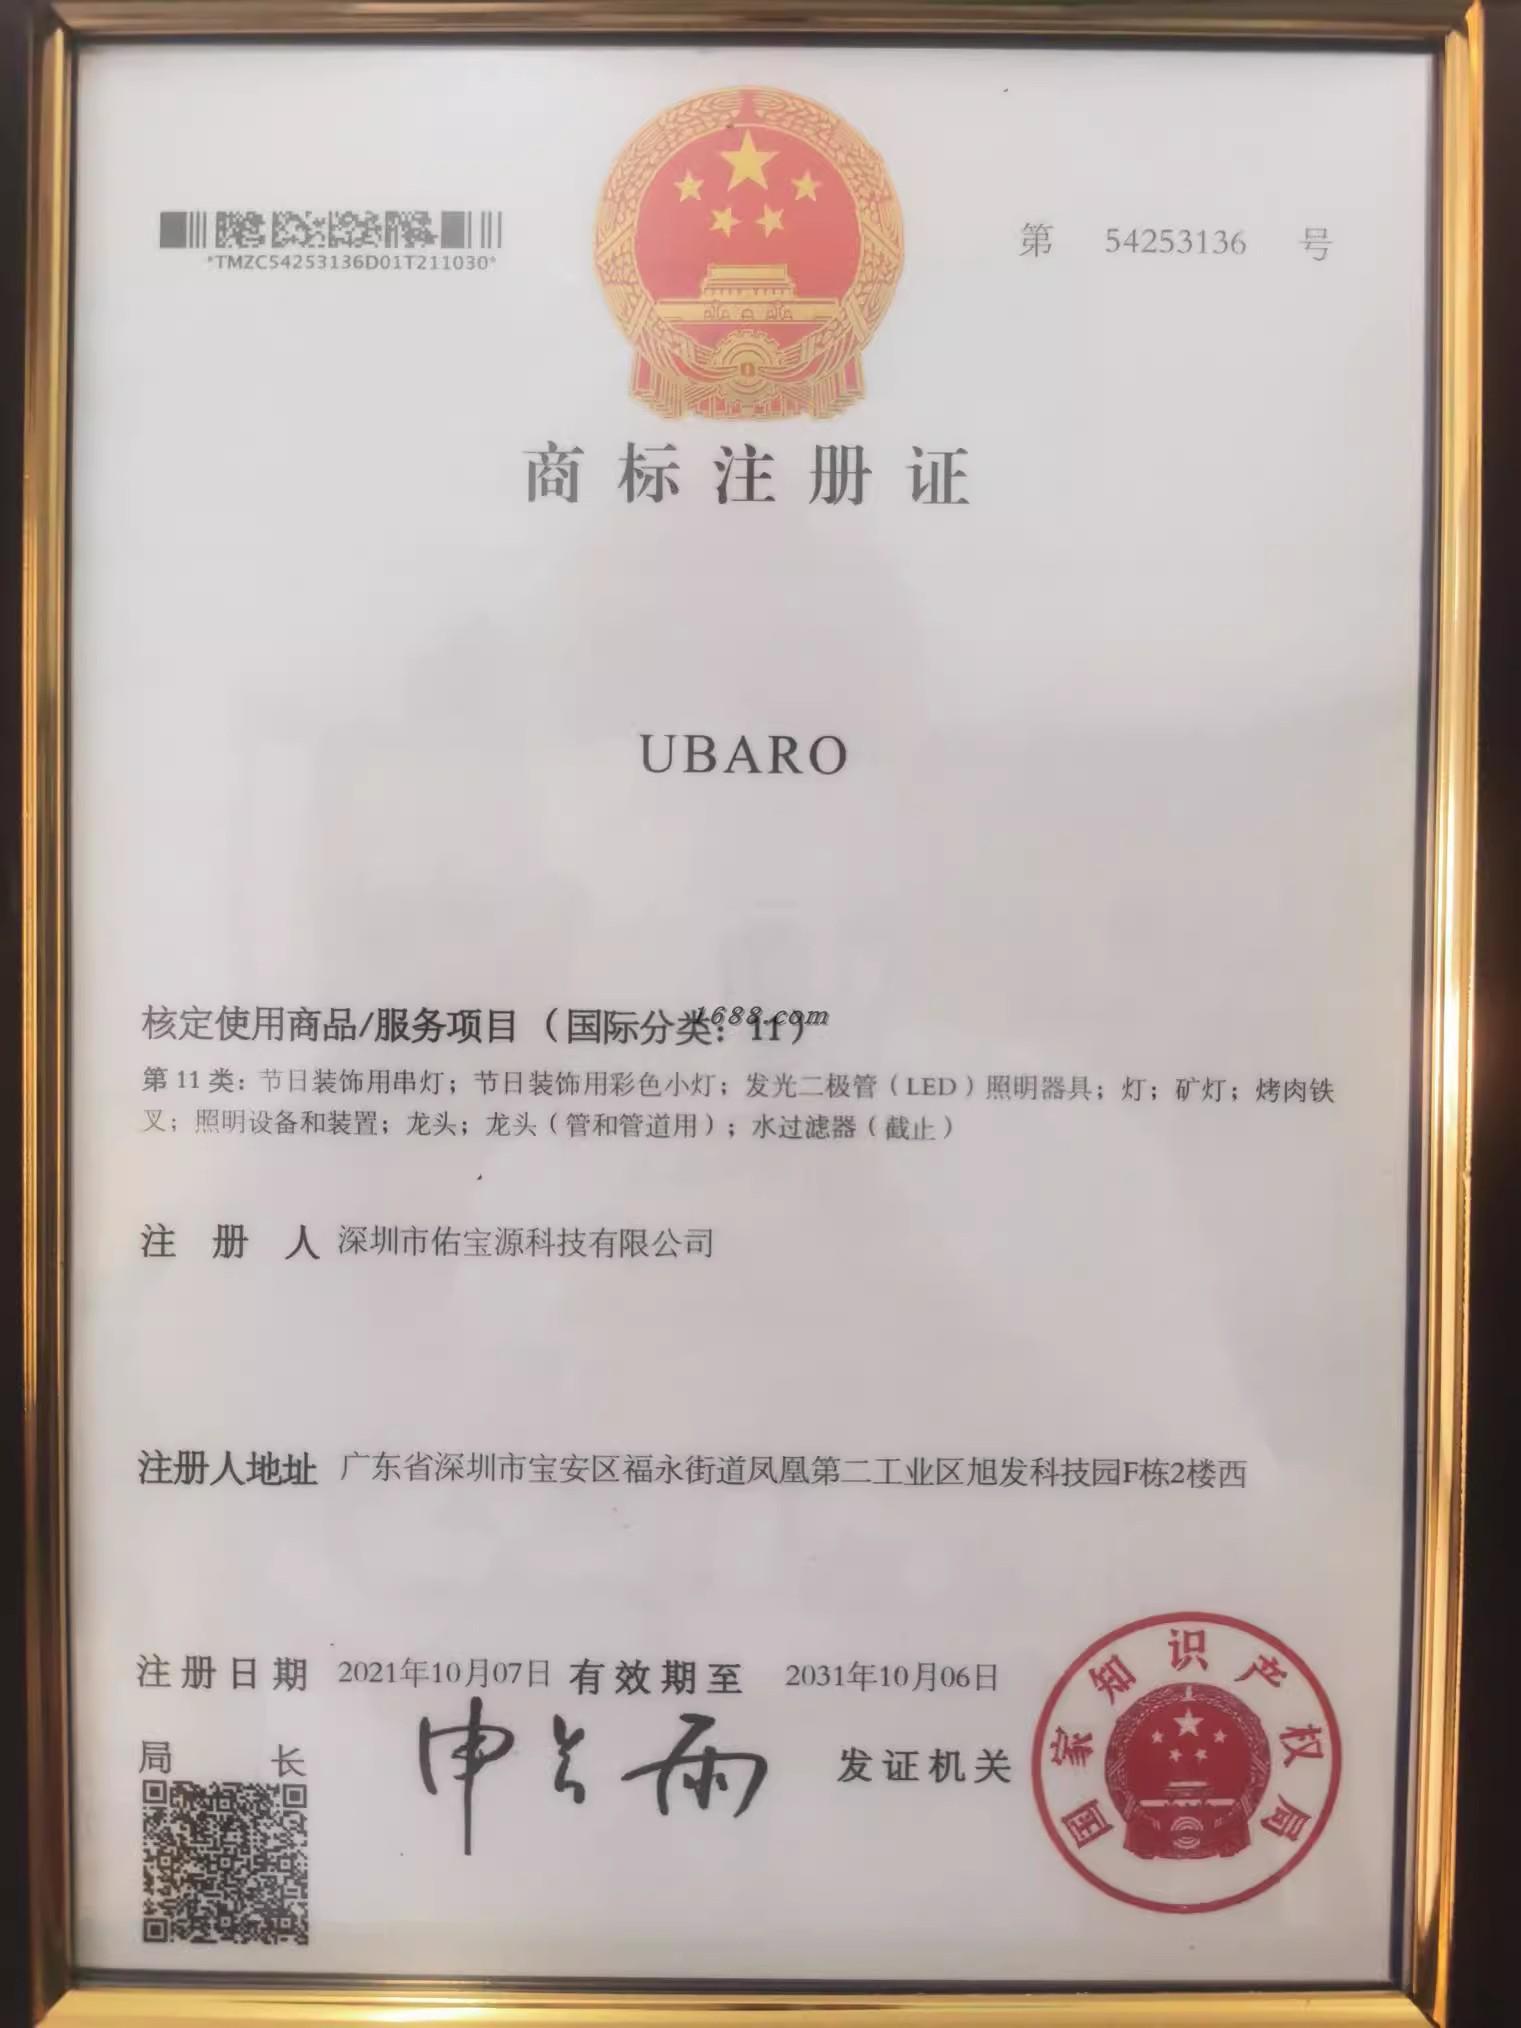 *TMZC54253136D01T211030*
第 54253136 号
商标注册证
UBARO
1688.com
核定使用商品/服务项目（国际分类：11）
第 11 类：节日装饰用串灯；节日装饰用彩色小灯；发光二极管（LED）照明器具；灯；矿灯；烤肉铁
叉；照明设备和装置；龙头；龙头（管和管道用）；水过滤器（截止）
注册人 深圳市佑宝源科技有限公司
注册人地址 广东省深圳市宝安区福永街道凤凰第二工业区旭发科技园F栋2楼西
注册日期 2021年10月07日 有效期至 2031年10月06日
局长 申长雨 发证机关
国家知识产权局